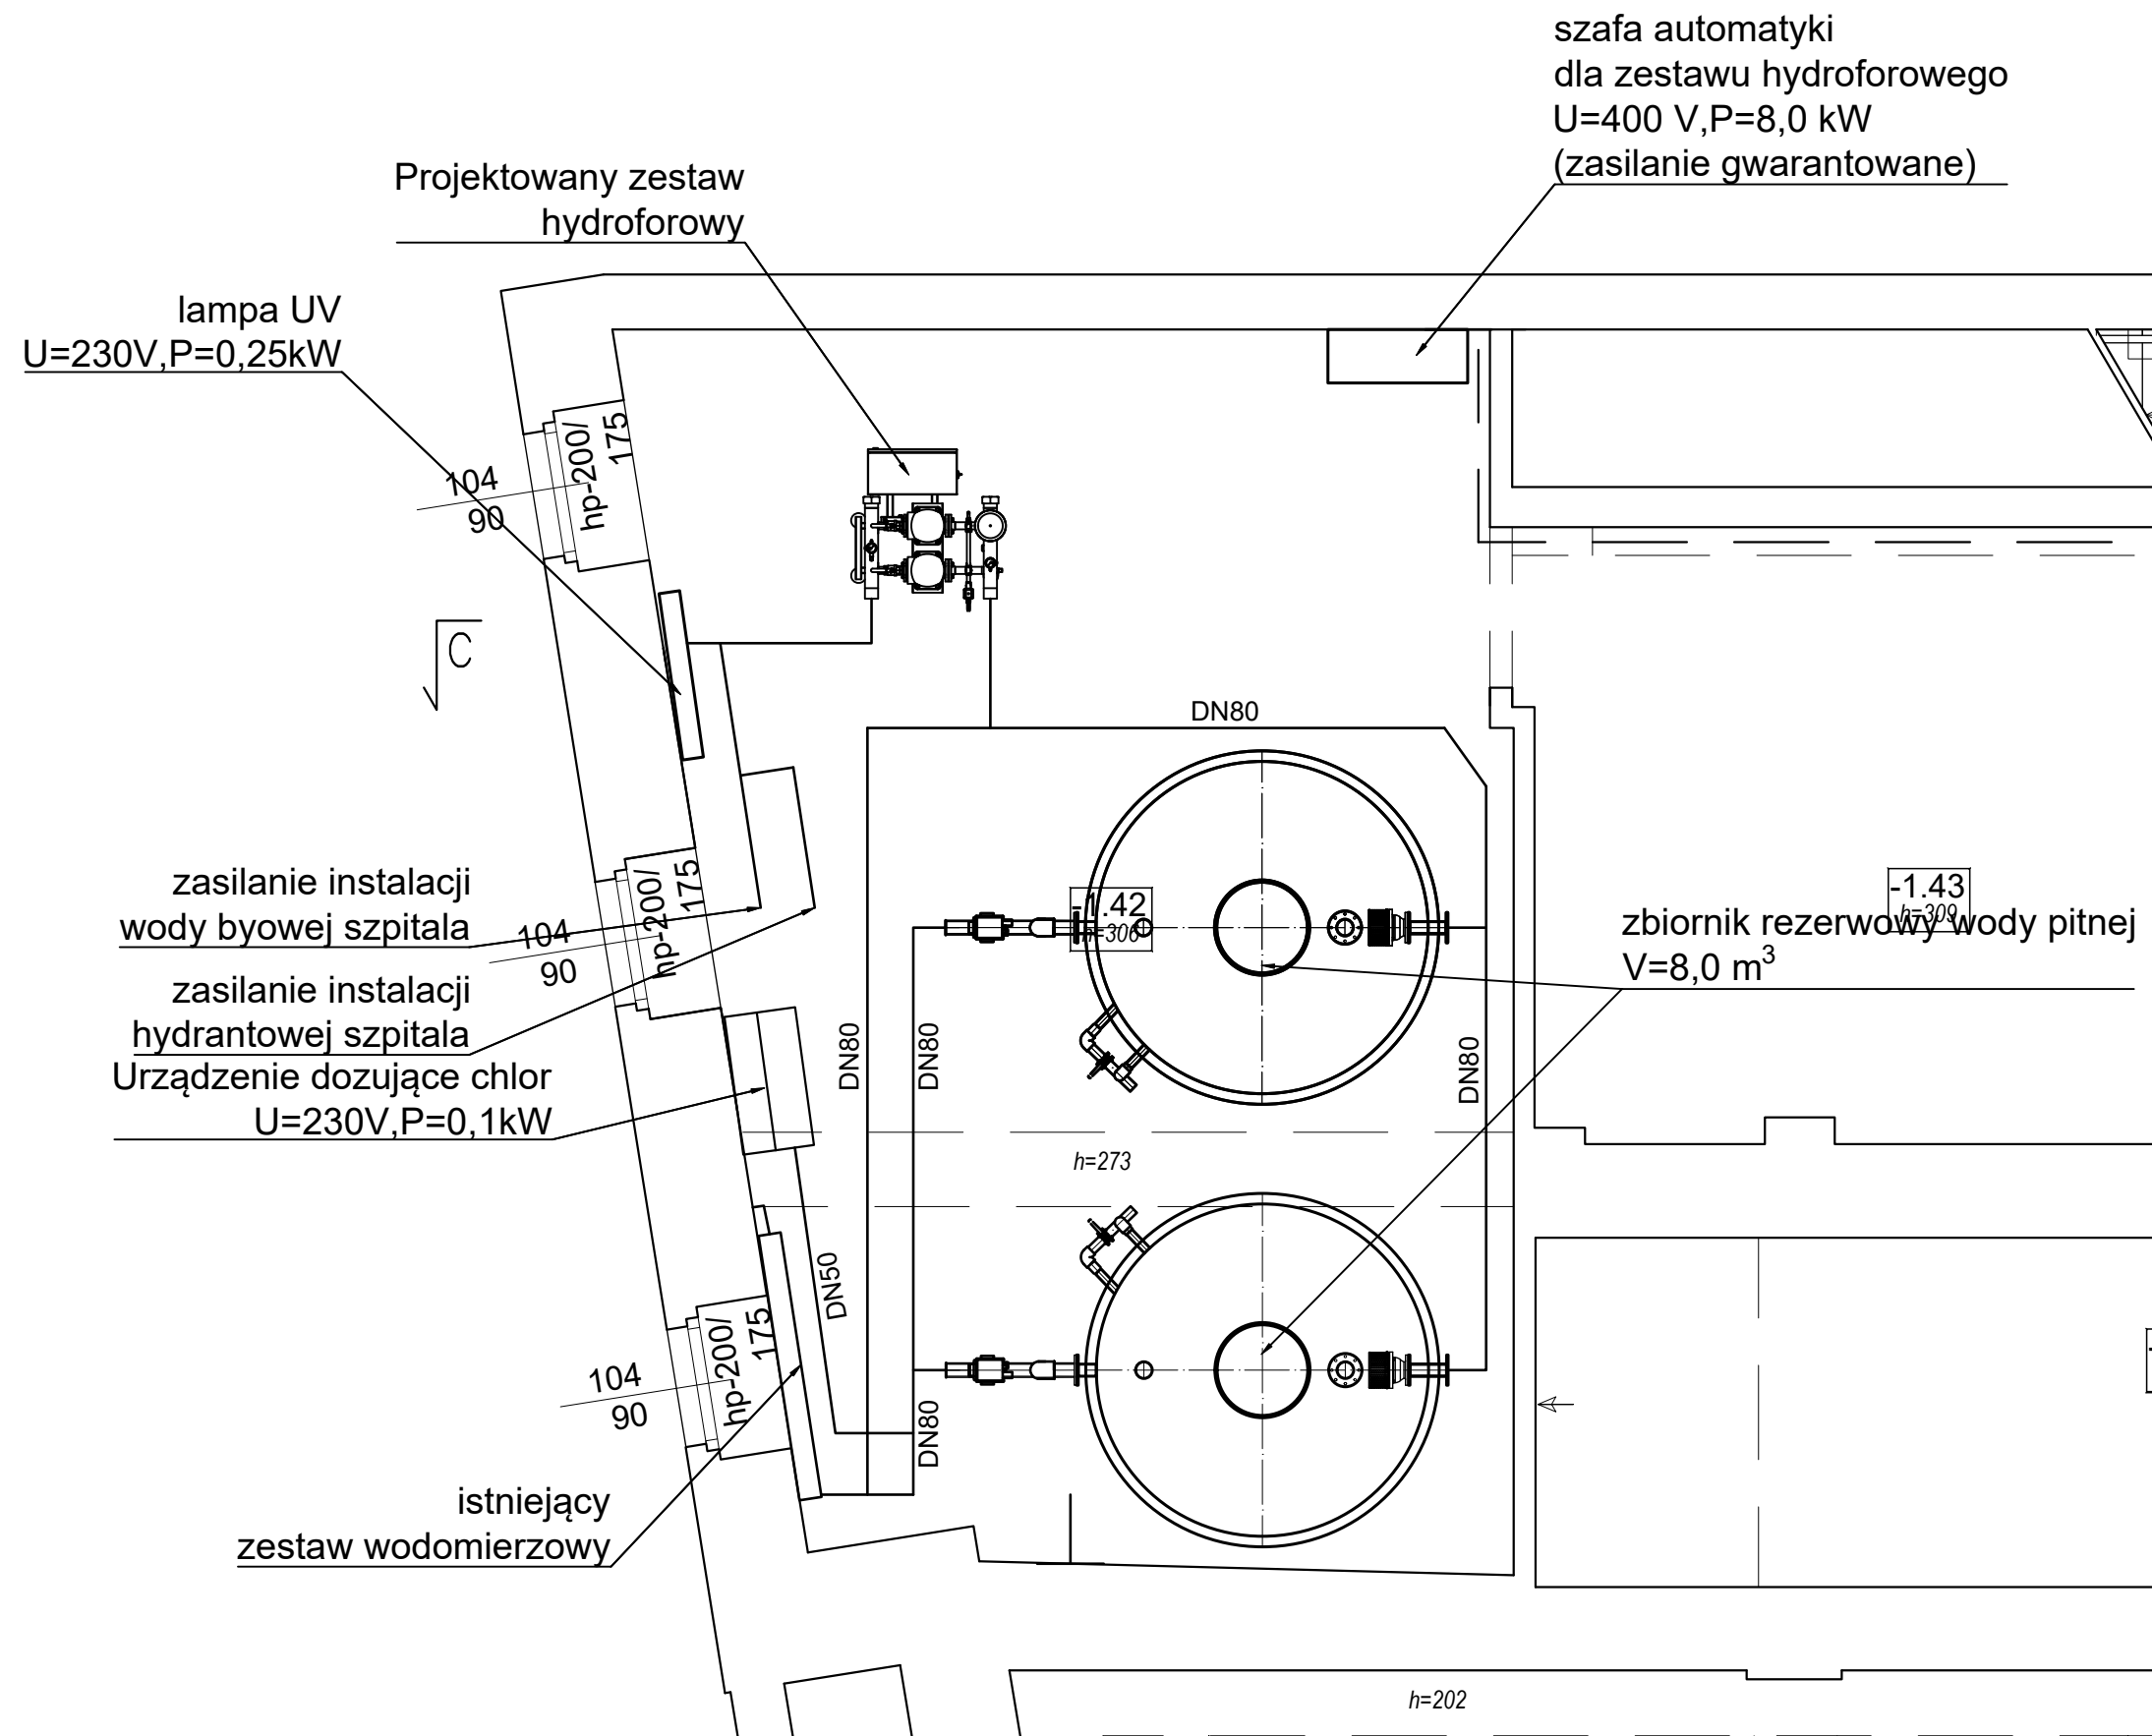 szafa automatyki
dla zestawu hydroforowego
U=400 V,P=8,0 kW
(zasilanie gwarantowane)
Projektowany zestaw
hydroforowy
lampa UV
U=230V,P=0,25kW
hp-200/
175
104
90
C
DN80
zasilanie instalacji
wody byowej szpitala
hp-200/
175
104
90
-1.42
h=306
-1.43
h=309
zbiornik rezerwowy wody pitnej
V=8,0 m³
zasilanie instalacji
hydrantowej szpitala
Urządzenie dozujące chlor
U=230V,P=0,1kW
DN80
DN80
DN80
h=273
DN50
hp-200/
175
104
90
DN80
istniejący
zestaw wodomierzowy
h=202